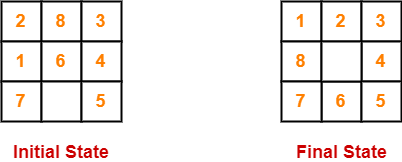 2 8 3 1 2 3
1 6 4 8 4
7 5 7 6 5
Initial State Final State